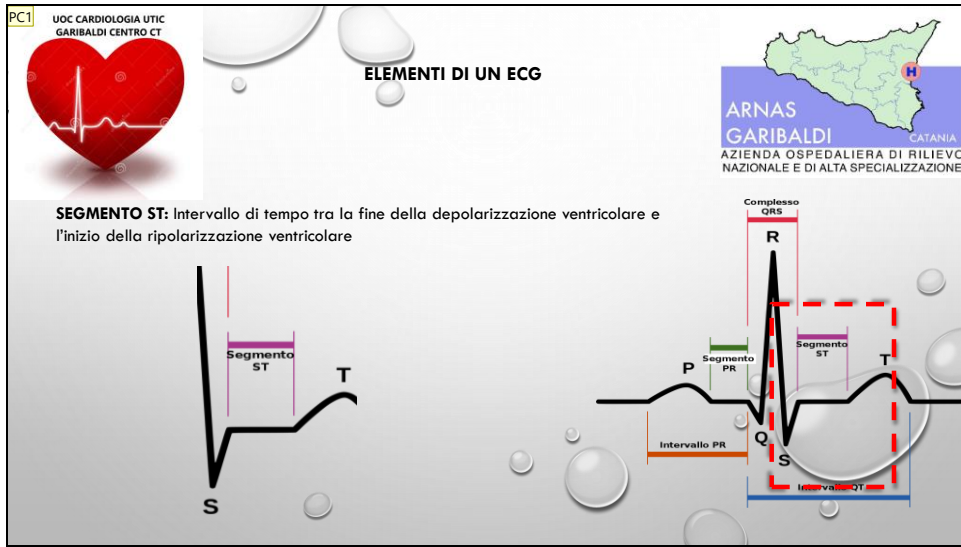 PC1
UOC CARDIOLOGIA UTIC
GARIBALDI CENTRO CT
ELEMENTI DI UN ECG
H
ARNAS
GARIBALDI
CATANIA
AZIENDA OSPEDALIERA DI RILIEVO
NAZIONALE E DI ALTA SPECIALIZZAZIONE
SEGMENTO ST: Intervallo di tempo tra la fine della depolarizzazione ventricolare e
l'inizio della ripolarizzazione ventricolare
Segmento
ST
T
S
Complesso
QRS
R
Segmento
PR
Segmento
ST
P
T
Q
S
Intervallo PR
Intervallo QT